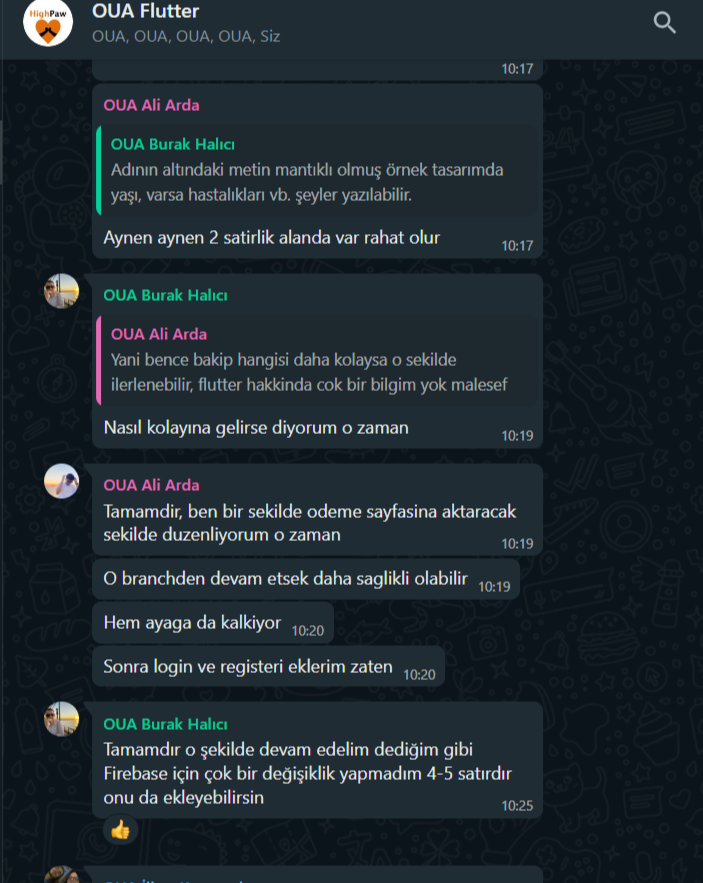 HighPaw
OUA Flutter
OUA, OUA, OUA, OUA, Siz
10:17
OUA Ali Arda
OUA Burak Halıcı
Adının altındaki metin mantıklı olmuş örnek tasarımda
yaşı, varsa hastalıkları vb. şeyler yazılabilir.
Aynen aynen 2 satirlik alanda var rahat olur
10:17
OUA Burak Halıcı
OUA Ali Arda
Yani bence bakip hangisi daha kolaysa o sekilde
ilerlenebilir, flutter hakkinda cok bir bilgim yok malesef
Nasıl kolayına gelirse diyorum o zaman
10:19
OUA Ali Arda
Tamamdir, ben bir sekilde odeme sayfasina aktaracak
sekilde duzenliyorum o zaman
10:19
O branchden devam etsek daha saglikli olabilir
10:19
Hem ayaga da kalkiyor
10:20
Sonra login ve registeri eklerim zaten
10:20
OUA Burak Halıcı
Tamamdır o şekilde devam edelim dediğim gibi
Firebase için çok bir değişiklik yapmadım 4-5 satırdır
onu da ekleyebilirsin
10:25